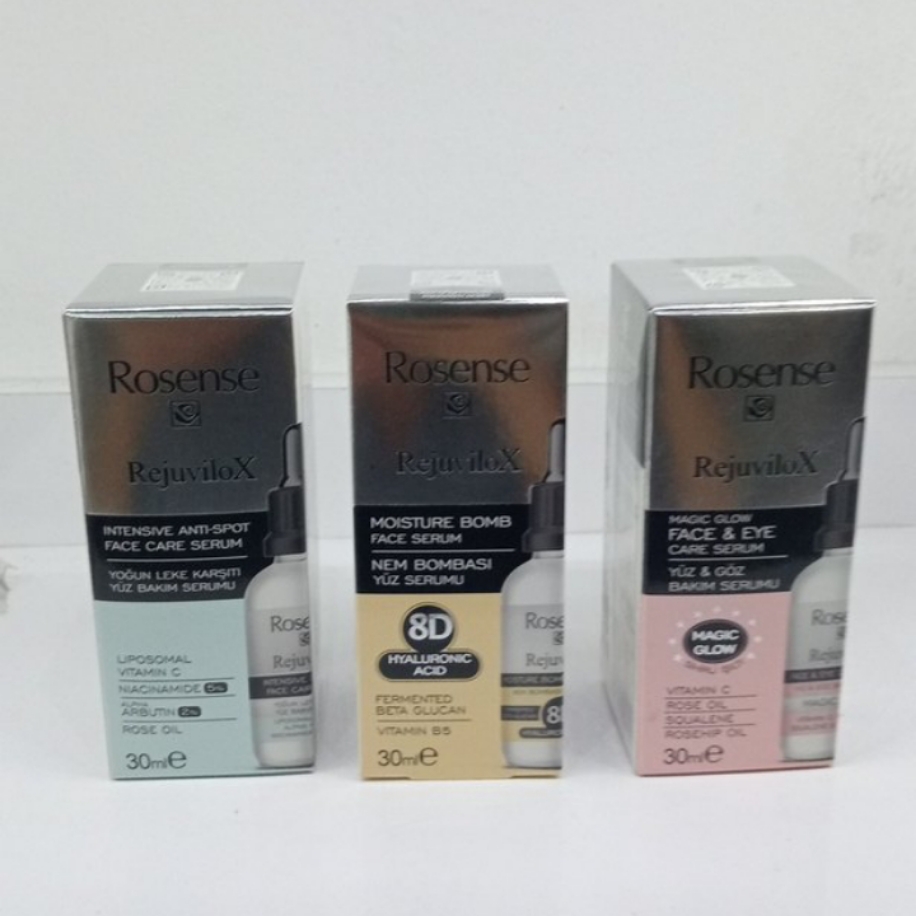 Rosense
RejuviloX
INTENSIVE ANTI-SPOT
FACE CARE SERUM
YOĞUN LEKE KARŞITI
YÜZ BAKIM SERUMU
LIPOSOMAL
VITAMIN C
NIACINAMIDE 5%
ALPHA
ARBUTIN 2%
ROSE OIL
30ml e
Rosense
RejuviloX
MOISTURE BOMB
FACE SERUM
NEM BOMBASI
YÜZ SERUMU
8D
HYALURONIC
ACID
FERMENTED
BETA GLUCAN
VITAMIN B5
30ml e
Rosense
RejuviloX
MAGIC GLOW
FACE & EYE
CARE SERUM
YÜZ & GÖZ
BAKIM SERUMU
MAGIC
GLOW
VITAMIN C
ROSE OIL
SQUALENE
ROSEHIP OIL
30ml e